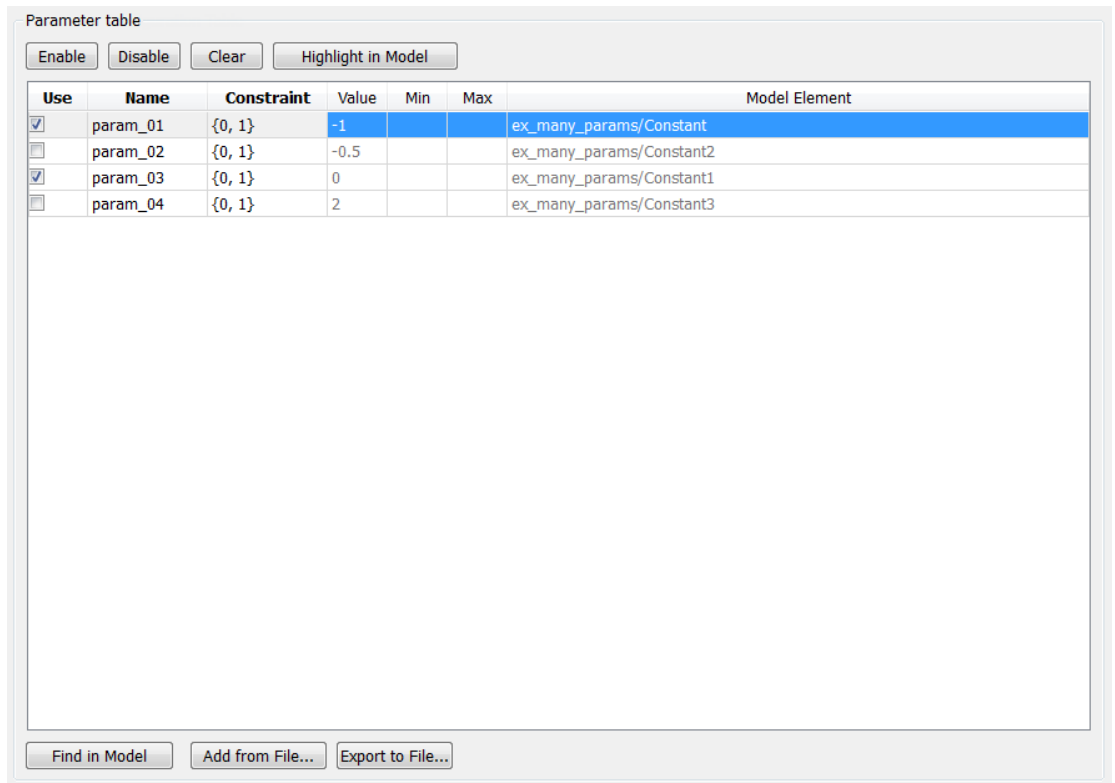 Parameter table
Enable Disable Clear Highlight in Model
Use Name Constraint Value Min Max Model Element
param_01 {0, 1} -1 ex_many_params/Constant
param_02 {0, 1} -0.5 ex_many_params/Constant2
param_03 {0, 1} 0 ex_many_params/Constant1
param_04 {0, 1} 2 ex_many_params/Constant3
Find in Model Add from File... Export to File...